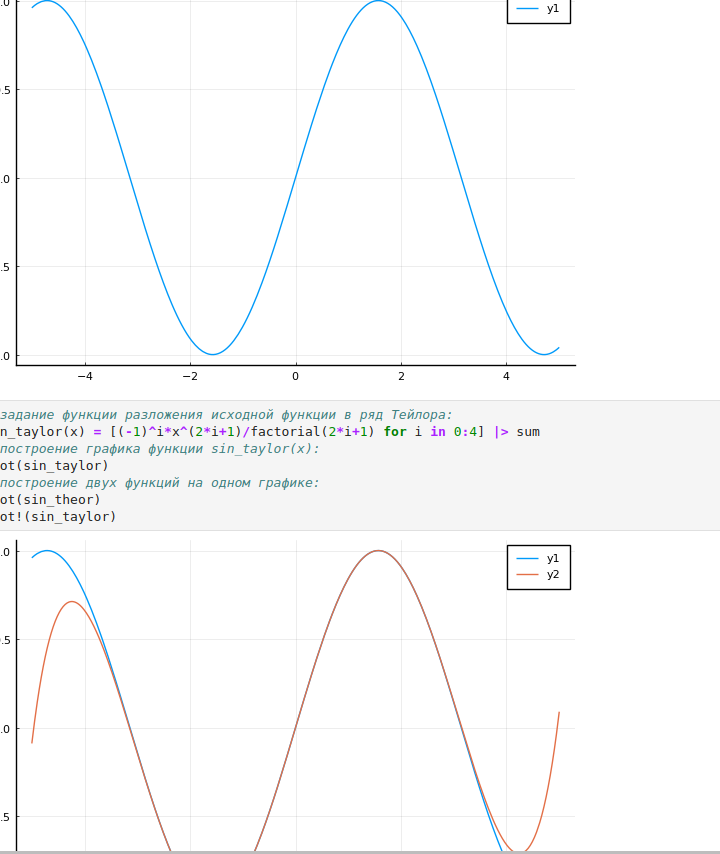 .0
y1
.5
.0
.5
.0
−4
−2
0
2
4
задание функции разложения исходной функции в ряд Тейлора:
n_taylor(x) = [(-1)^i*x^(2*i+1)/factorial(2*i+1) for i in 0:4] |> sum
построение графика функции sin_taylor(x):
ot(sin_taylor)
построение двух функций на одном графике:
ot(sin_theor)
ot!(sin_taylor)
.0
y1
y2
.5
.0
.5